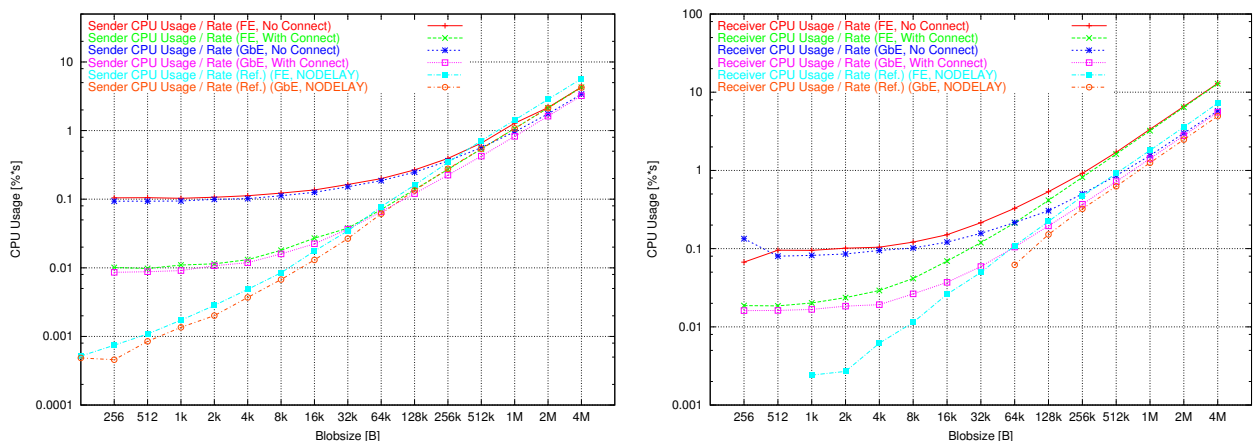 Sender CPU Usage / Rate (FE, No Connect)
Sender CPU Usage / Rate (FE, With Connect)
Sender CPU Usage / Rate (GbE, No Connect)
Sender CPU Usage / Rate (GbE, With Connect)
Sender CPU Usage / Rate (Ref.) (FE, NODELAY)
Sender CPU Usage / Rate (Ref.) (GbE, NODELAY)
10
1
0.1
0.01
0.001
0.0001
CPU Usage [%*s]
256 512 1k 2k 4k 8k 16k 32k 64k 128k 256k 512k 1M 2M 4M
Blobsize [B]
Receiver CPU Usage / Rate (FE, No Connect)
Receiver CPU Usage / Rate (FE, With Connect)
Receiver CPU Usage / Rate (GbE, No Connect)
Receiver CPU Usage / Rate (GbE, With Connect)
Receiver CPU Usage / Rate (Ref.) (FE, NODELAY)
Receiver CPU Usage / Rate (Ref.) (GbE, NODELAY)
100
10
1
0.1
0.01
0.001
CPU Usage [%*s]
256 512 1k 2k 4k 8k 16k 32k 64k 128k 256k 512k 1M 2M 4M
Blobsize [B]